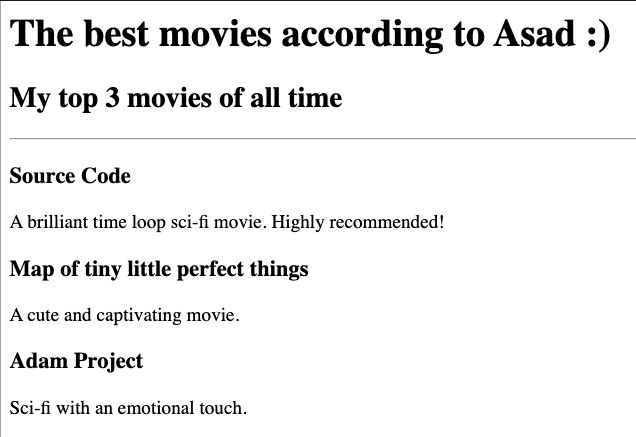 The best movies according to Asad :)
My top 3 movies of all time
Source Code
A brilliant time loop sci-fi movie. Highly recommended!
Map of tiny little perfect things
A cute and captivating movie.
Adam Project
Sci-fi with an emotional touch.